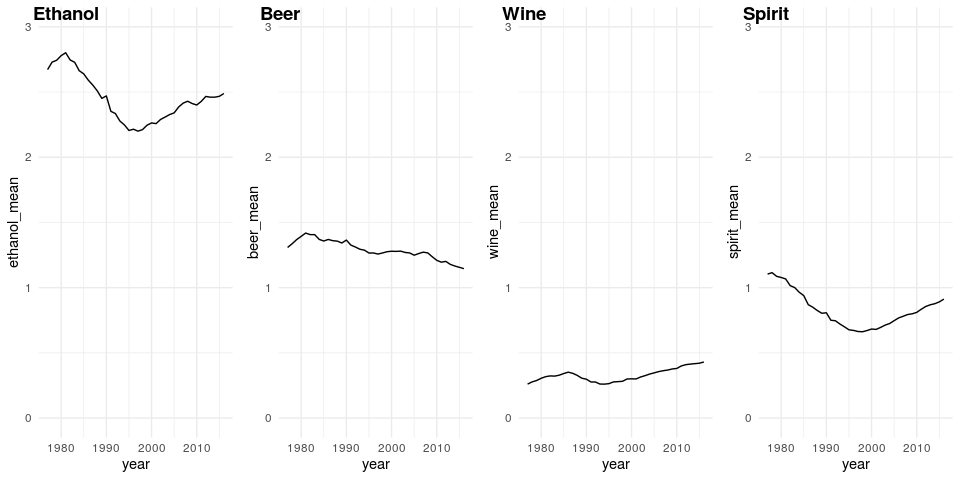 Ethanol
3
2
1
0
ethanol_mean
1980 1990 2000 2010
year
Beer
3
2
1
0
beer_mean
1980 1990 2000 2010
year
Wine
3
2
1
0
wine_mean
1980 1990 2000 2010
year
Spirit
3
2
1
0
spirit_mean
1980 1990 2000 2010
year